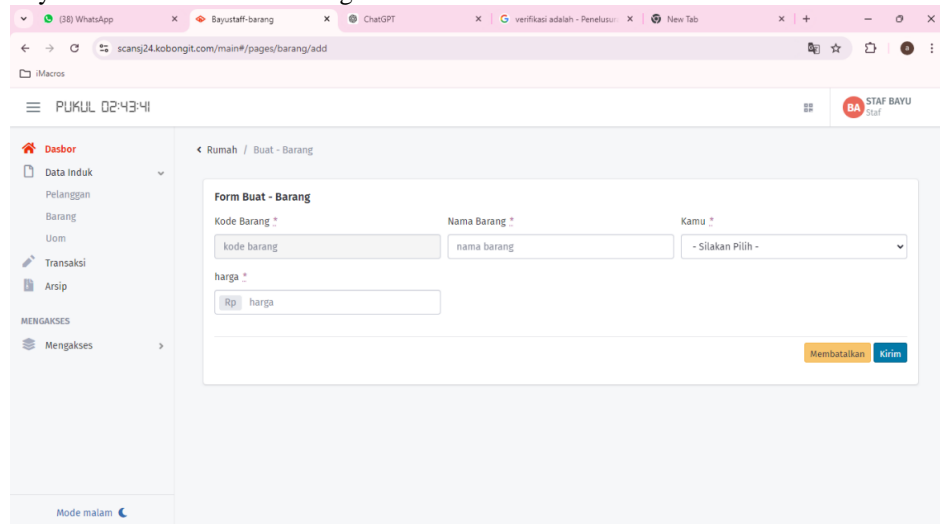 (38) WhatsApp
Bayustaff-barang
ChatGPT
verifikasi adalah - Penelusur
New Tab
scansj24.kobongit.com/main#/pages/barang/add
a
iMacros
PUKUL 02:43:41
BA
STAF BAYU
Staf
Dasbor
Rumah / Buat - Barang
Data Induk
Pelanggan
Barang
Uom
Transaksi
Arsip
MENGAKSES
Mengakses
Form Buat - Barang
Kode Barang *
Nama Barang *
Kamu *
kode barang
nama barang
- Silakan Pilih -
harga *
Rp harga
Membatalkan
Kirim
Mode malam